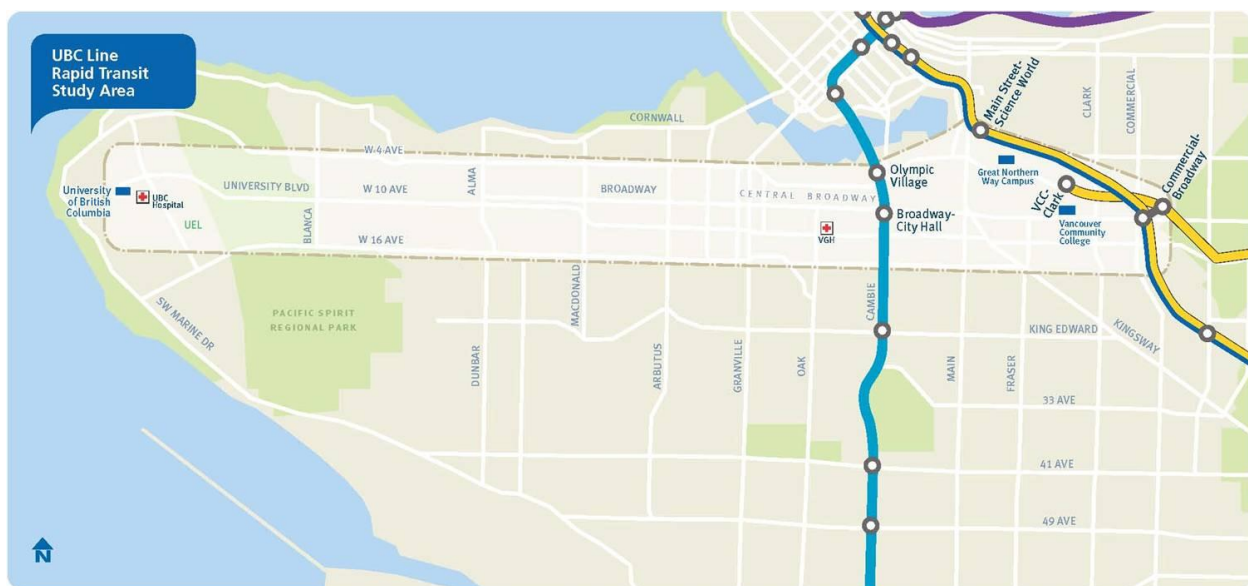 UBC Line
Rapid Transit
Study Area
CORNWALL
W 4 AVE
Main Street-
Science World
CLARK
COMMERCIAL
University
of British
Columbia
UBC
Hospital
UNIVERSITY BLVD
W 10 AVE
ALMA
BROADWAY
CENTRAL BROADWAY
Olympic
Village
Great Northern
Way Campus
Commercial-
Broadway
VCC-
Clark
UEL
BLANCA
W 16 AVE
VGH
Broadway-
City Hall
Vancouver
Community
College
SW MARINE DR
PACIFIC SPIRIT
REGIONAL PARK
MACDONALD
CAMBIE
KING EDWARD
KINGSWAY
DUNBAR
ARBUTUS
GRANVILLE
OAK
MAIN
FRASER
33 AVE
41 AVE
49 AVE
N